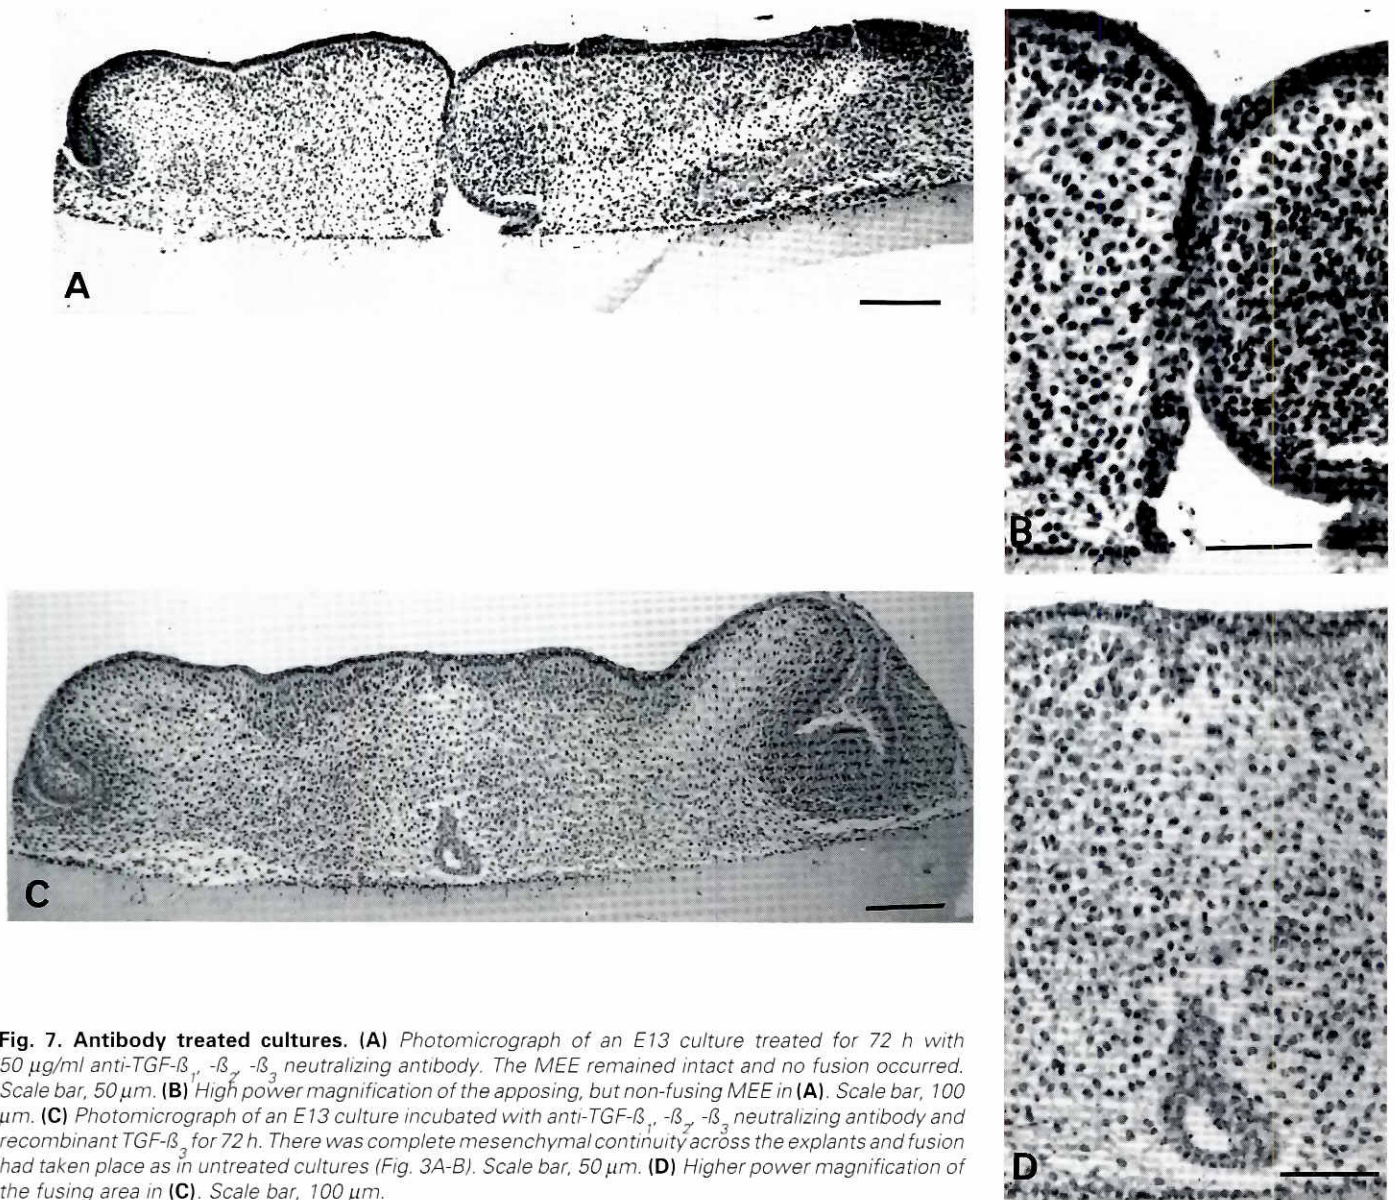 A
B
C
D
Fig. 7. Antibody treated cultures. (A) Photomicrograph of an E13 culture treated for 72 h with
50 µg/ml anti-TGF-ß1, -ß2, -ß3 neutralizing antibody. The MEE remained intact and no fusion occurred.
Scale bar, 50 µm. (B) High power magnification of the apposing, but non-fusing MEE in (A). Scale bar, 100
µm. (C) Photomicrograph of an E13 culture incubated with anti-TGF-ß1, -ß2, -ß3 neutralizing antibody and
recombinant TGF-ß3 for 72 h. There was complete mesenchymal continuity across the explants and fusion
had taken place as in untreated cultures (Fig. 3A-B). Scale bar, 50 µm. (D) Higher power magnification of
the fusing area in (C). Scale bar, 100 µm.